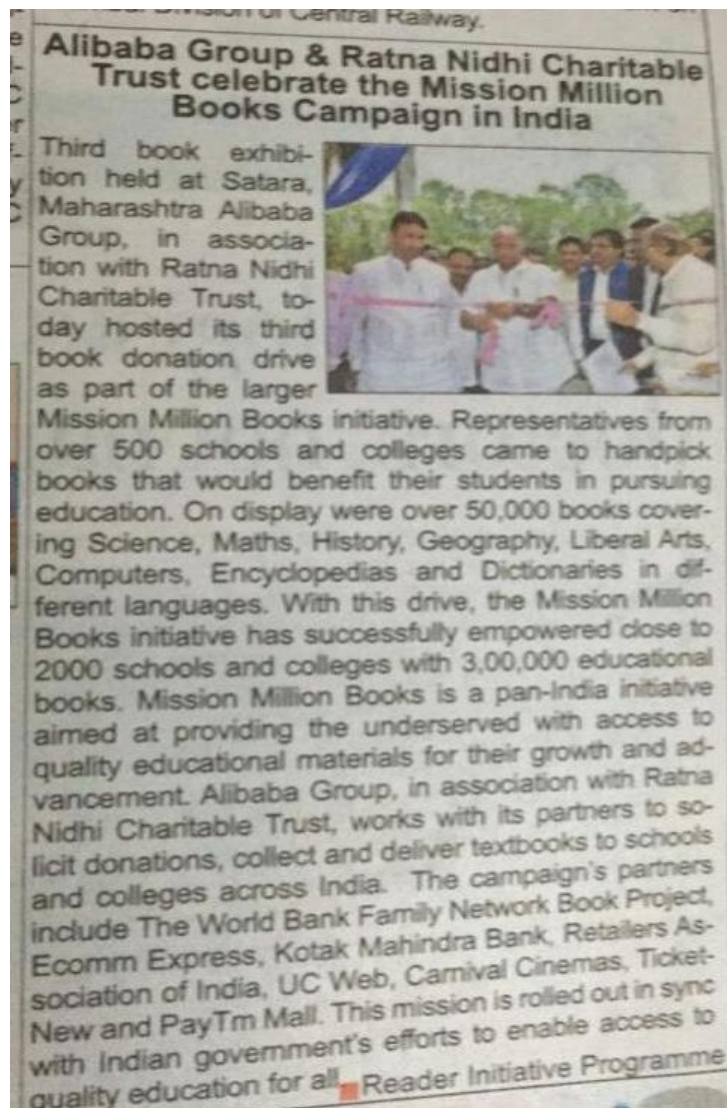 Division of Central Railway.
Alibaba Group & Ratna Nidhi Charitable
Trust celebrate the Mission Million
Books Campaign in India
Third book exhibi-
tion held at Satara,
Maharashtra Alibaba
Group, in associa-
tion with Ratna Nidhi
Charitable Trust, to-
day hosted its third
book donation drive
as part of the larger
Mission Million Books initiative. Representatives from
over 500 schools and colleges came to handpick
books that would benefit their students in pursuing
education. On display were over 50,000 books cover-
ing Science, Maths, History, Geography, Liberal Arts,
Computers, Encyclopedias and Dictionaries in dif-
ferent languages. With this drive, the Mission Million
Books initiative has successfully empowered close to
2000 schools and colleges with 3,00,000 educational
books. Mission Million Books is a pan-India initiative
aimed at providing the underserved with access to
quality educational materials for their growth and ad-
vancement. Alibaba Group, in association with Ratna
Nidhi Charitable Trust, works with its partners to so-
licit donations, collect and deliver textbooks to schools
and colleges across India. The campaign's partners
include The World Bank Family Network Book Project,
Ecomm Express, Kotak Mahindra Bank, Retailers As-
sociation of India, UC Web, Carnival Cinemas, Ticket-
New and PayTm Mall. This mission is rolled out in sync
with Indian government's efforts to enable access to
quality education for all. Reader Initiative Programme